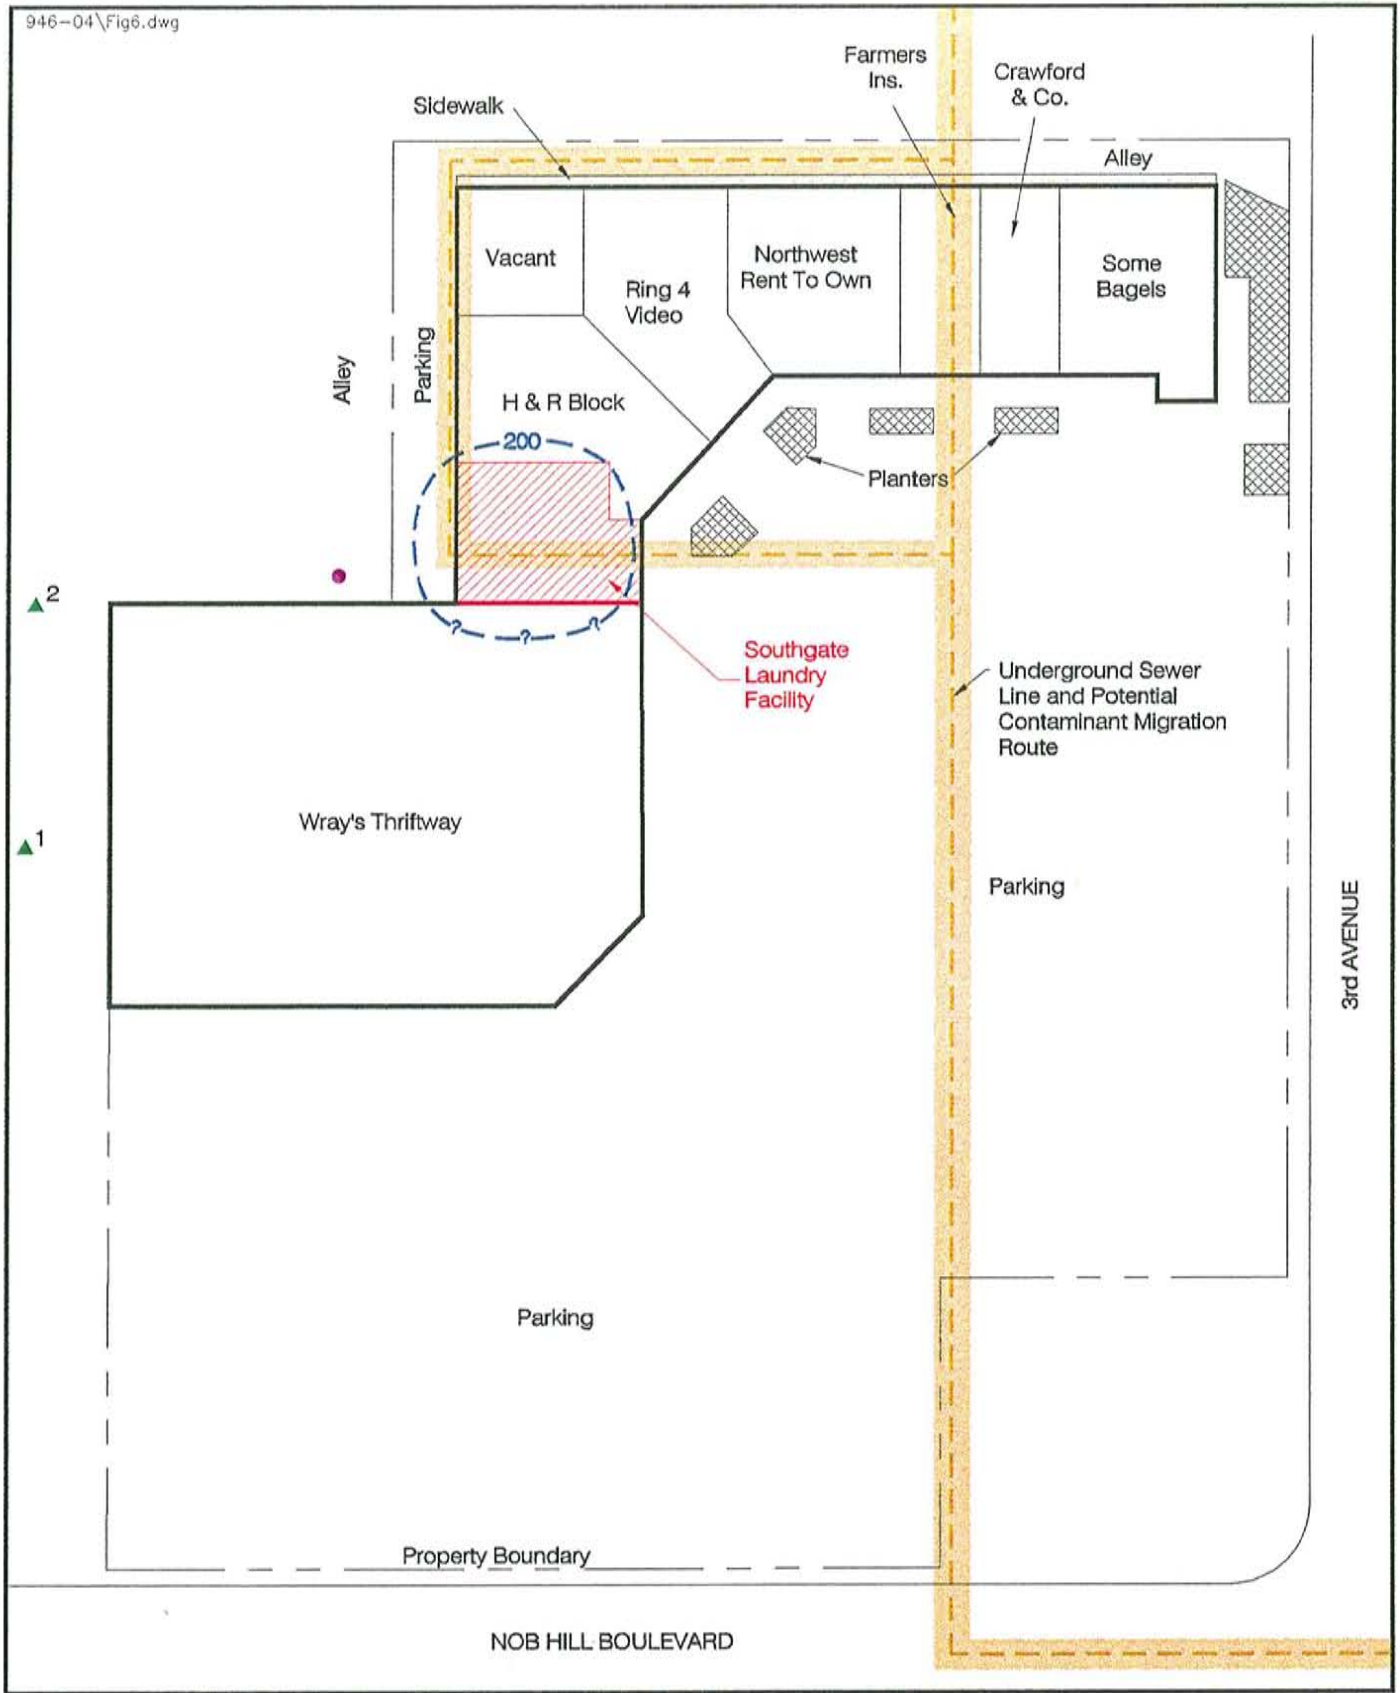 946-04\Fig6.dwg
Farmers
Ins.
Crawford
& Co.
Sidewalk
Alley
Vacant
Ring 4
Video
Northwest
Rent To Own
Some
Bagels
Alley
Parking
H & R Block
200
Planters
2
? ? ?
Southgate
Laundry
Facility
Underground Sewer
Line and Potential
Contaminant Migration
Route
Wray's Thriftway
1
Parking
3rd AVENUE
Parking
Property Boundary
NOB HILL BOULEVARD